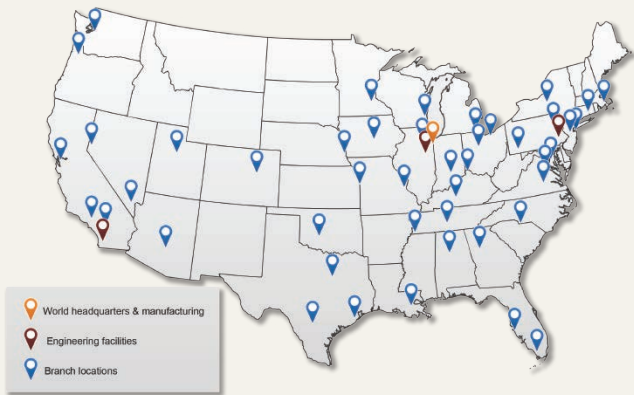 World headquarters & manufacturing
Engineering facilities
Branch locations